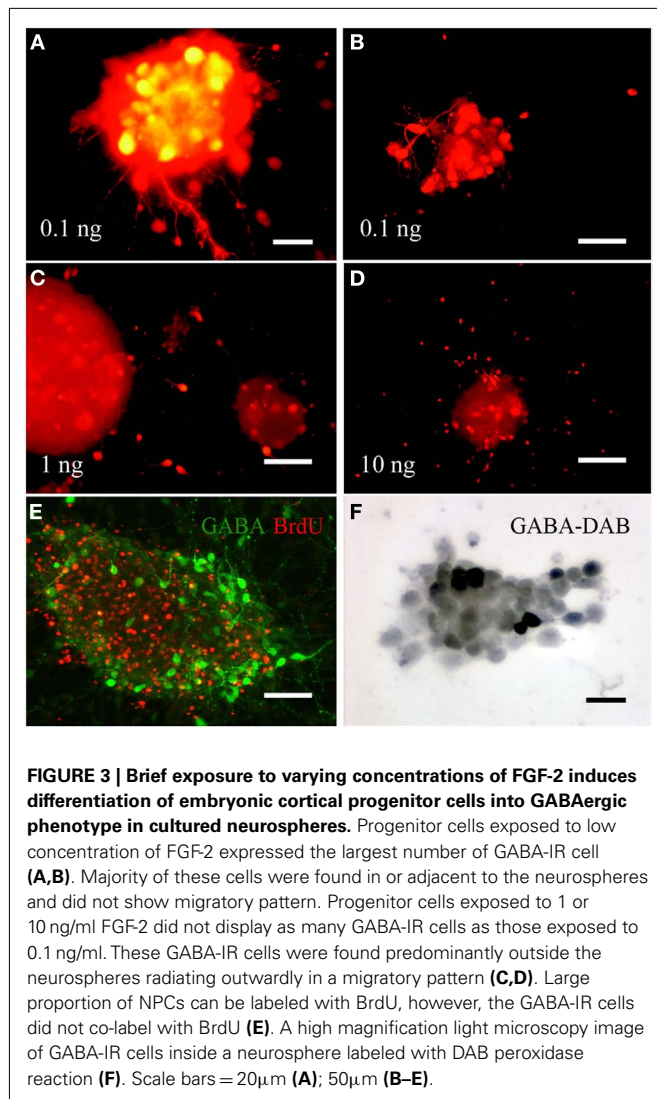 A
0.1 ng
B
0.1 ng
C
1 ng
D
10 ng
E
GABA BrdU
F
GABA-DAB
FIGURE 3 | Brief exposure to varying concentrations of FGF-2 induces
differentiation of embryonic cortical progenitor cells into GABAergic
phenotype in cultured neurospheres. Progenitor cells exposed to low
concentration of FGF-2 expressed the largest number of GABA-IR cell
(A,B). Majority of these cells were found in or adjacent to the neurospheres
and did not show migratory pattern. Progenitor cells exposed to 1 or
10 ng/ml FGF-2 did not display as many GABA-IR cells as those exposed to
0.1 ng/ml. These GABA-IR cells were found predominantly outside the
neurospheres radiating outwardly in a migratory pattern (C,D). Large
proportion of NPCs can be labeled with BrdU, however, the GABA-IR cells
did not co-label with BrdU (E). A high magnification light microscopy image
of GABA-IR cells inside a neurosphere labeled with DAB peroxidase
reaction (F). Scale bars = 20μm (A); 50μm (B–E).